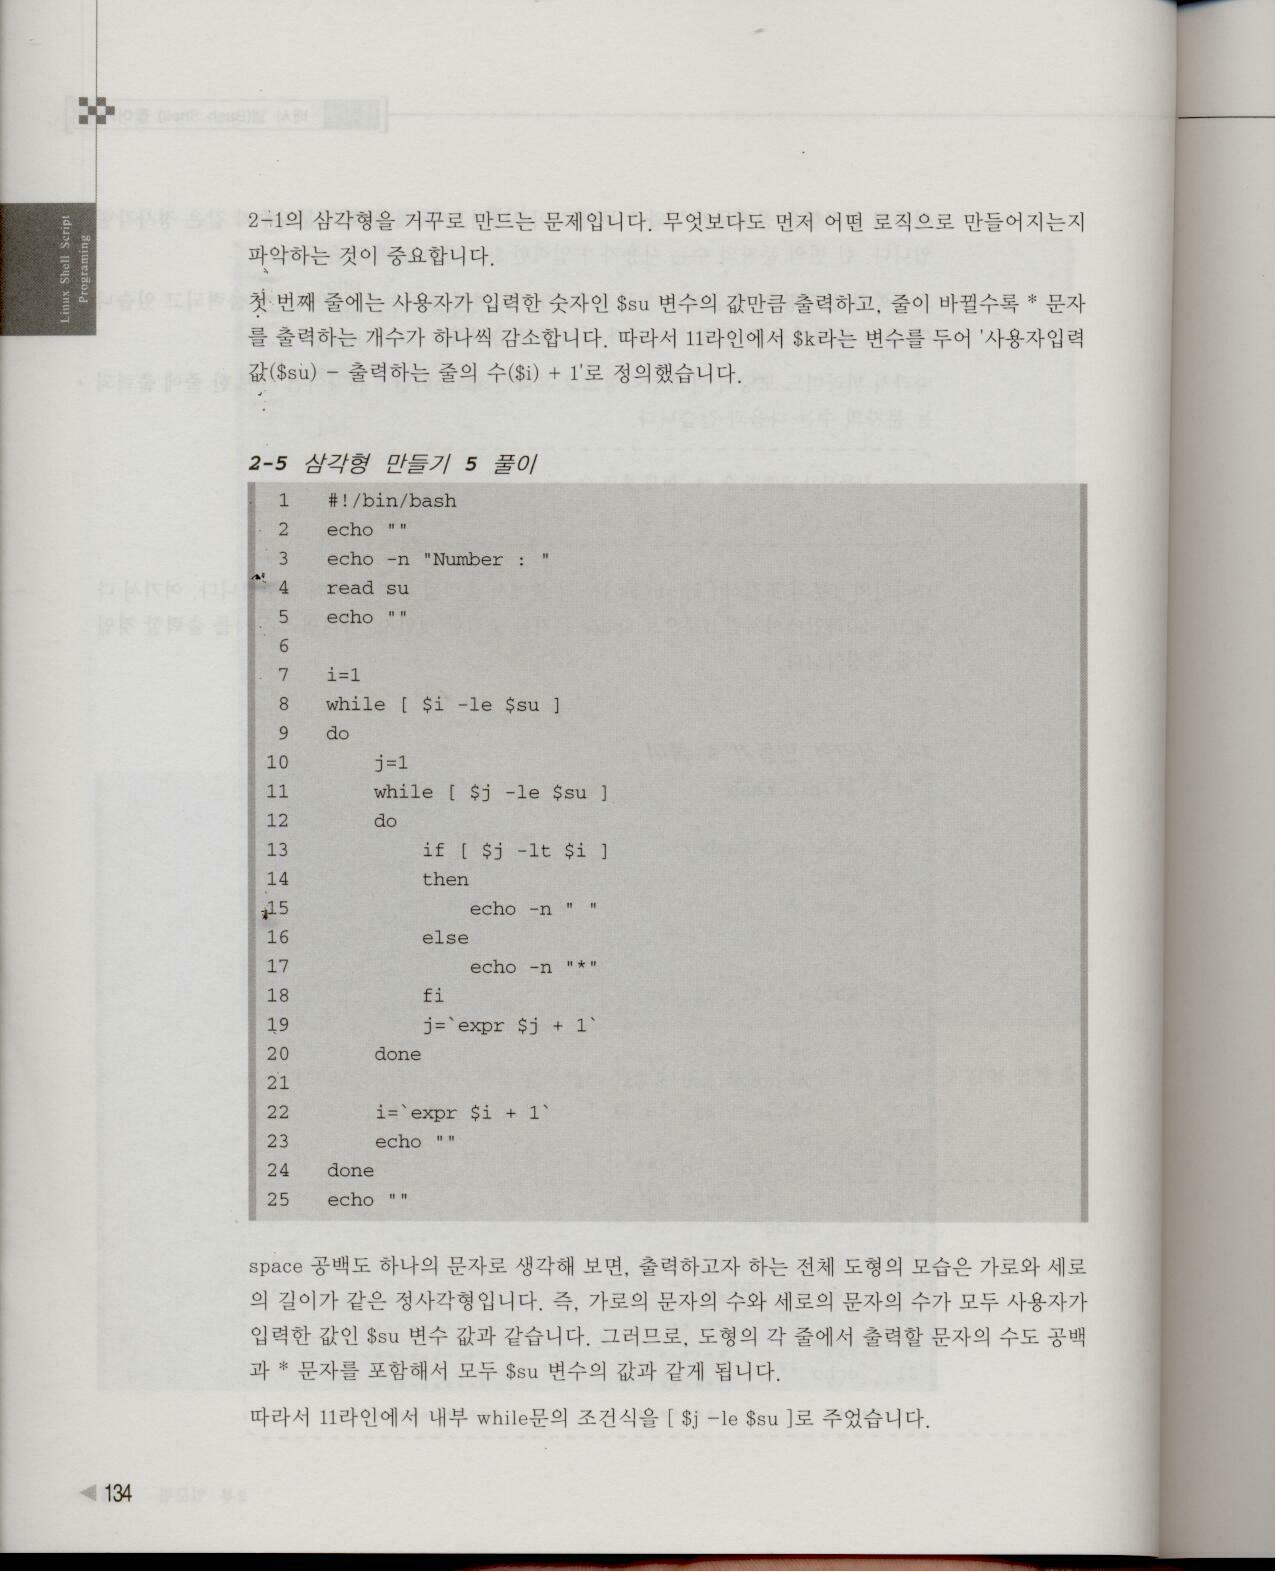 Linux Shell Script
Programing
2-1의 삼각형을 거꾸로 만드는 문제입니다. 무엇보다도 먼저 어떤 로직으로 만들어지는지
파악하는 것이 중요합니다.
첫 번째 줄에는 사용자가 입력한 숫자인 $su 변수의 값만큼 출력하고, 줄이 바뀔수록 * 문자
를 출력하는 개수가 하나씩 감소합니다. 따라서 11라인에서 $k라는 변수를 두어 '사용자입력
값($su) - 출력하는 줄의 수($i) + 1'로 정의했습니다.
2-5 삼각형 만들기 5 풀이
1 #!/bin/bash
2 echo ""
3 echo -n "Number : "
4 read su
5 echo ""
6
7 i=1
8 while [ $i -le $su ]
9 do
10 j=1
11 while [ $j -le $su ]
12 do
13 if [ $j -lt $i ]
14 then
15 echo -n " "
16 else
17 echo -n "*"
18 fi
19 j=`expr $j + 1`
20 done
21
22 i=`expr $i + 1`
23 echo ""
24 done
25 echo ""
space 공백도 하나의 문자로 생각해 보면, 출력하고자 하는 전체 도형의 모습은 가로와 세로
의 길이가 같은 정사각형입니다. 즉, 가로의 문자의 수와 세로의 문자의 수가 모두 사용자가
입력한 값인 $su 변수 값과 같습니다. 그러므로, 도형의 각 줄에서 출력할 문자의 수도 공백
과 * 문자를 포함해서 모두 $su 변수의 값과 같게 됩니다.
따라서 11라인에서 내부 while문의 조건식을 [ $j -le $su ]로 주었습니다.
134